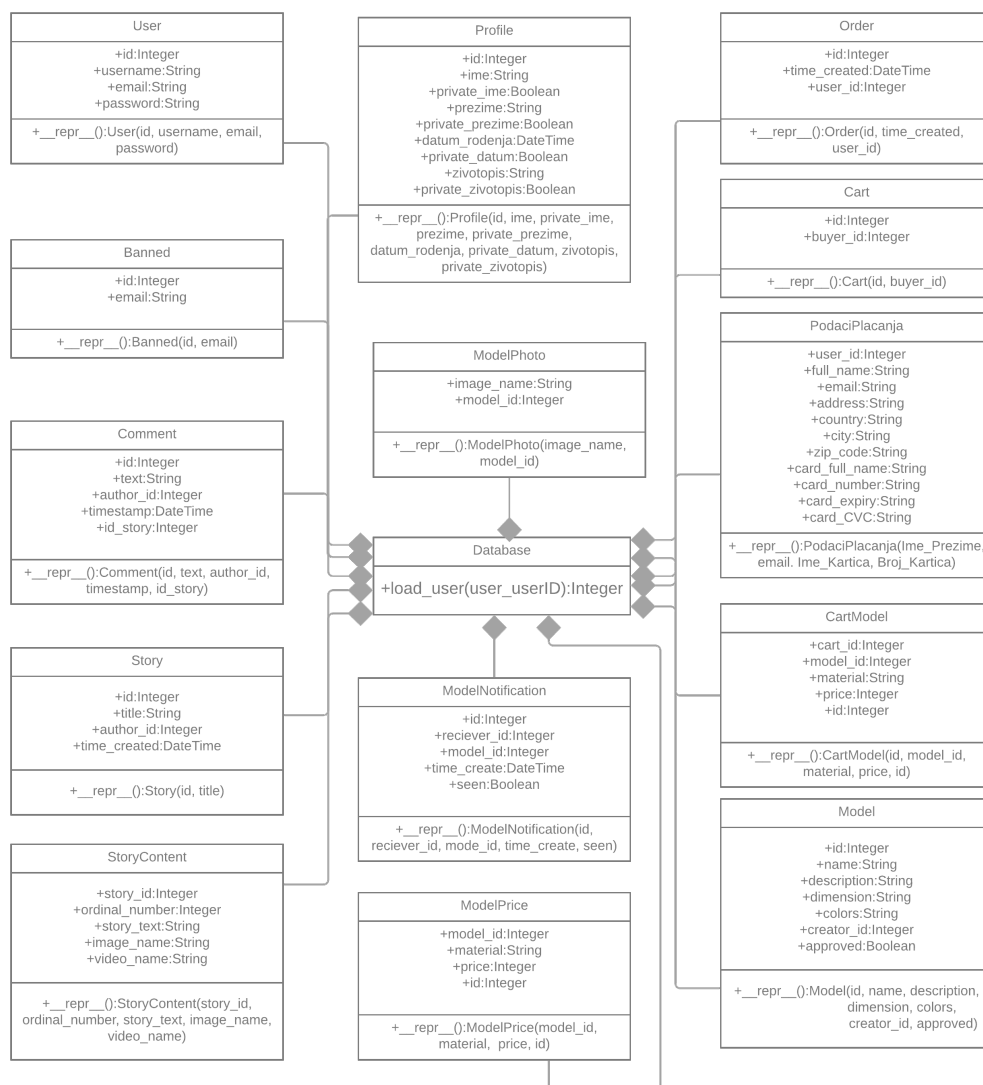 User
+id:Integer
+username:String
+email:String
+password:String
+__repr__():User(id, username, email,
password)
Banned
+id:Integer
+email:String
+__repr__():Banned(id, email)
Comment
+id:Integer
+text:String
+author_id:Integer
+timestamp:DateTime
+id_story:Integer
+__repr__():Comment(id, text, author_id,
timestamp, id_story)
Story
+id:Integer
+title:String
+author_id:Integer
+time_created:DateTime
+__repr__():Story(id, title)
StoryContent
+story_id:Integer
+ordinal_number:Integer
+story_text:String
+image_name:String
+video_name:String
+__repr__():StoryContent(story_id,
ordinal_number, story_text, image_name,
video_name)
Profile
+id:Integer
+ime:String
+private_ime:Boolean
+prezime:String
+private_prezime:Boolean
+datum_rodenja:DateTime
+private_datum:Boolean
+zivotopis:String
+private_zivotopis:Boolean
+__repr__():Profile(id, ime, private_ime,
prezime, private_prezime,
datum_rodenja, private_datum, zivotopis,
private_zivotopis)
ModelPhoto
+image_name:String
+model_id:Integer
+__repr__():ModelPhoto(image_name,
model_id)
Database
+load_user(user_userID):Integer
ModelNotification
+id:Integer
+reciever_id:Integer
+model_id:Integer
+time_create:DateTime
+seen:Boolean
+__repr__():ModelNotification(id,
reciever_id, mode_id, time_create, seen)
ModelPrice
+model_id:Integer
+material:String
+price:Integer
+id:Integer
+__repr__():ModelPrice(model_id,
material, price, id)
Order
+id:Integer
+time_created:DateTime
+user_id:Integer
+__repr__():Order(id, time_created,
user_id)
Cart
+id:Integer
+buyer_id:Integer
+__repr__():Cart(id, buyer_id)
PodaciPlacanja
+user_id:Integer
+full_name:String
+email:String
+address:String
+country:String
+city:String
+zip_code:String
+card_full_name:String
+card_number:String
+card_expiry:String
+card_CVC:String
+__repr__():PodaciPlacanja(Ime_Prezime,
email. Ime_Kartica, Broj_Kartica)
CartModel
+cart_id:Integer
+model_id:Integer
+material:String
+price:Integer
+id:Integer
+__repr__():CartModel(id, model_id,
material, price, id)
Model
+id:Integer
+name:String
+description:String
+dimension:String
+colors:String
+creator_id:Integer
+approved:Boolean
+__repr__():Model(id, name, description,
dimension, colors,
creator_id, approved)